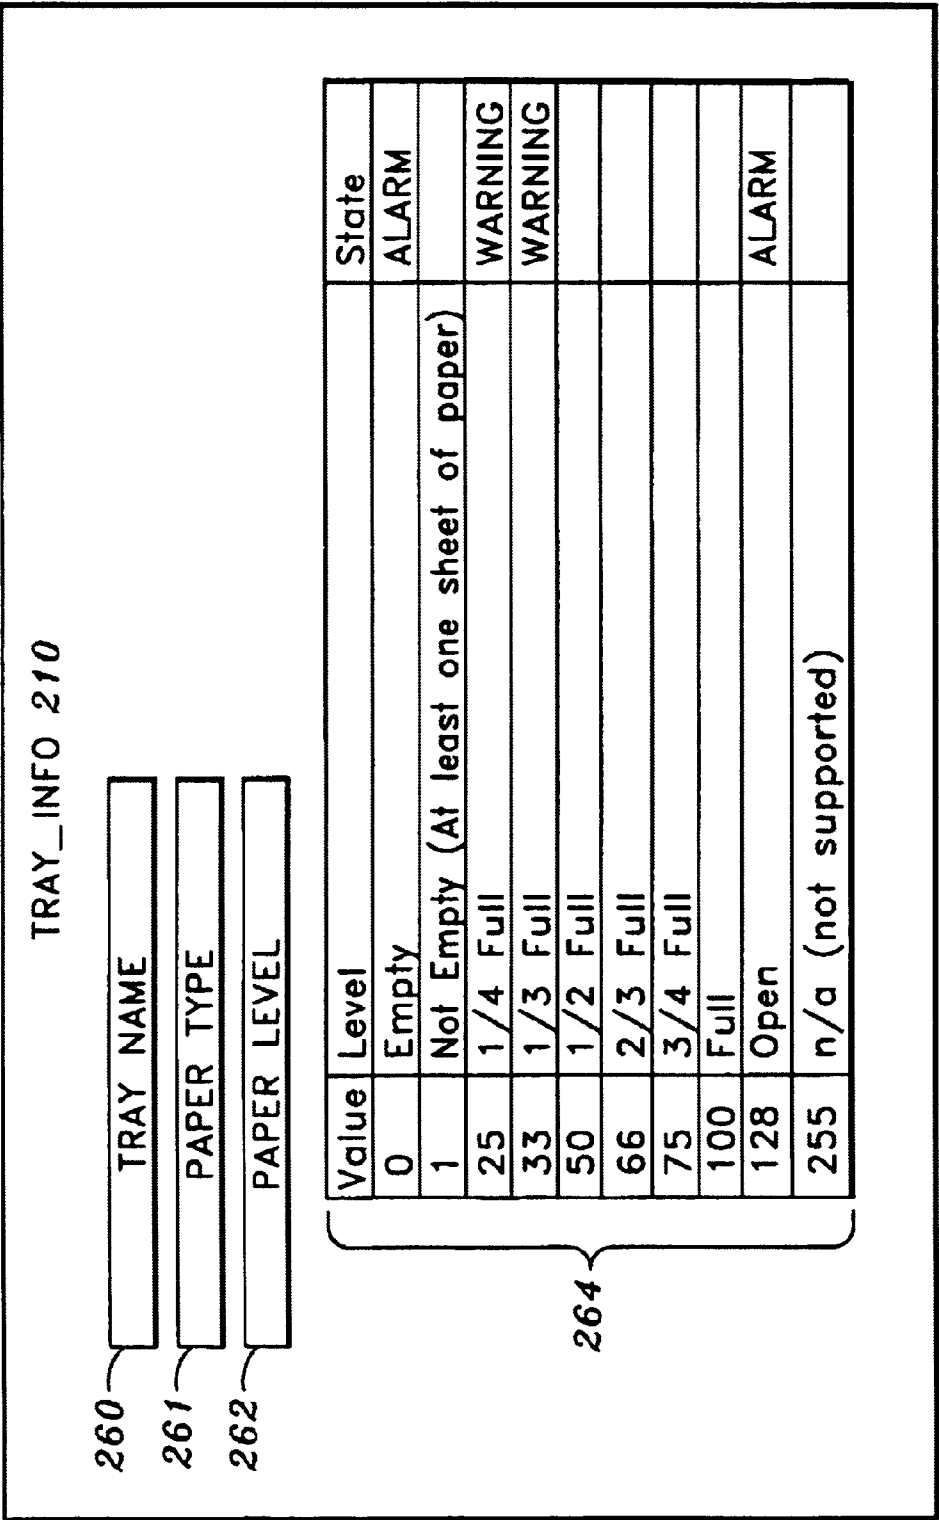 TRAY_INFO 210
260 TRAY NAME
261 PAPER TYPE
262 PAPER LEVEL
Value Level State
0 Empty ALARM
1 Not Empty (At least one sheet of paper)
25 1/4 Full WARNING
33 1/3 Full WARNING
50 1/2 Full
66 2/3 Full
75 3/4 Full
100 Full
128 Open ALARM
255 n/a (not supported)
264